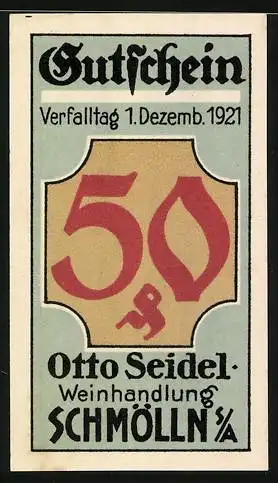 Gutschein
Verfalltag 1. Dezemb. 1921
50
₰
Otto Seidel·
Weinhandlung
SCHMÖLLN S/A